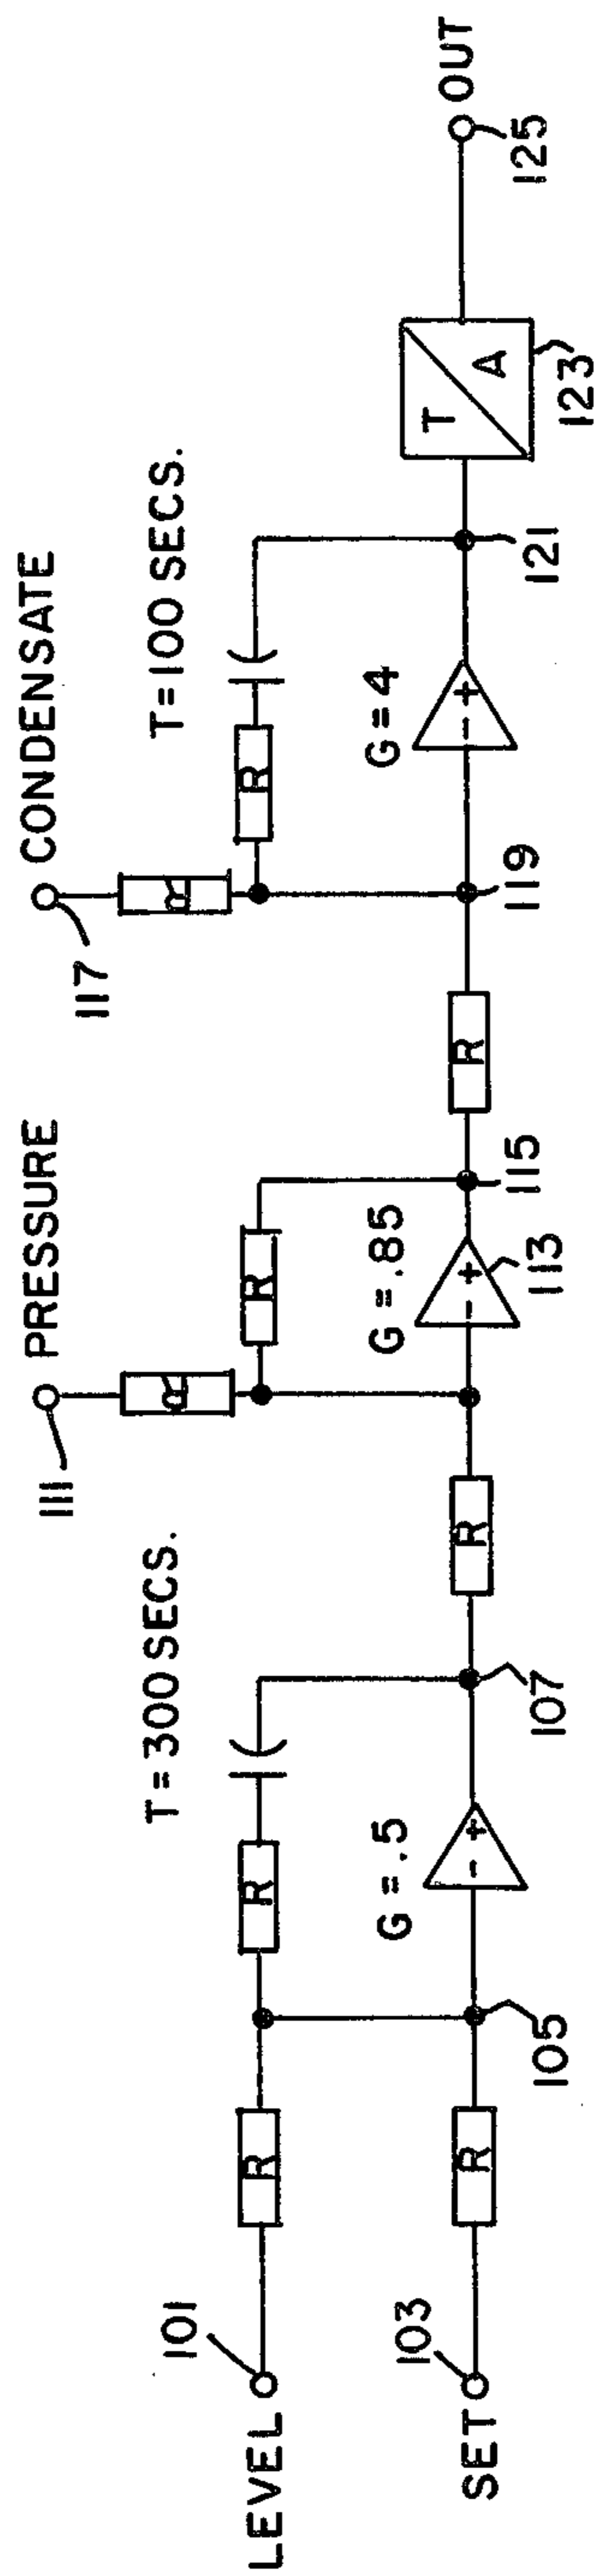 LEVEL
101
SET
103
R
R
105
R
T=300 SECS.
G=.5
107
R
111
PRESSURE
R
R
G=.85
113
115
R
117
CONDENSATE
R
119
R
T=100 SECS.
G=4
121
T
A
123
125
OUT